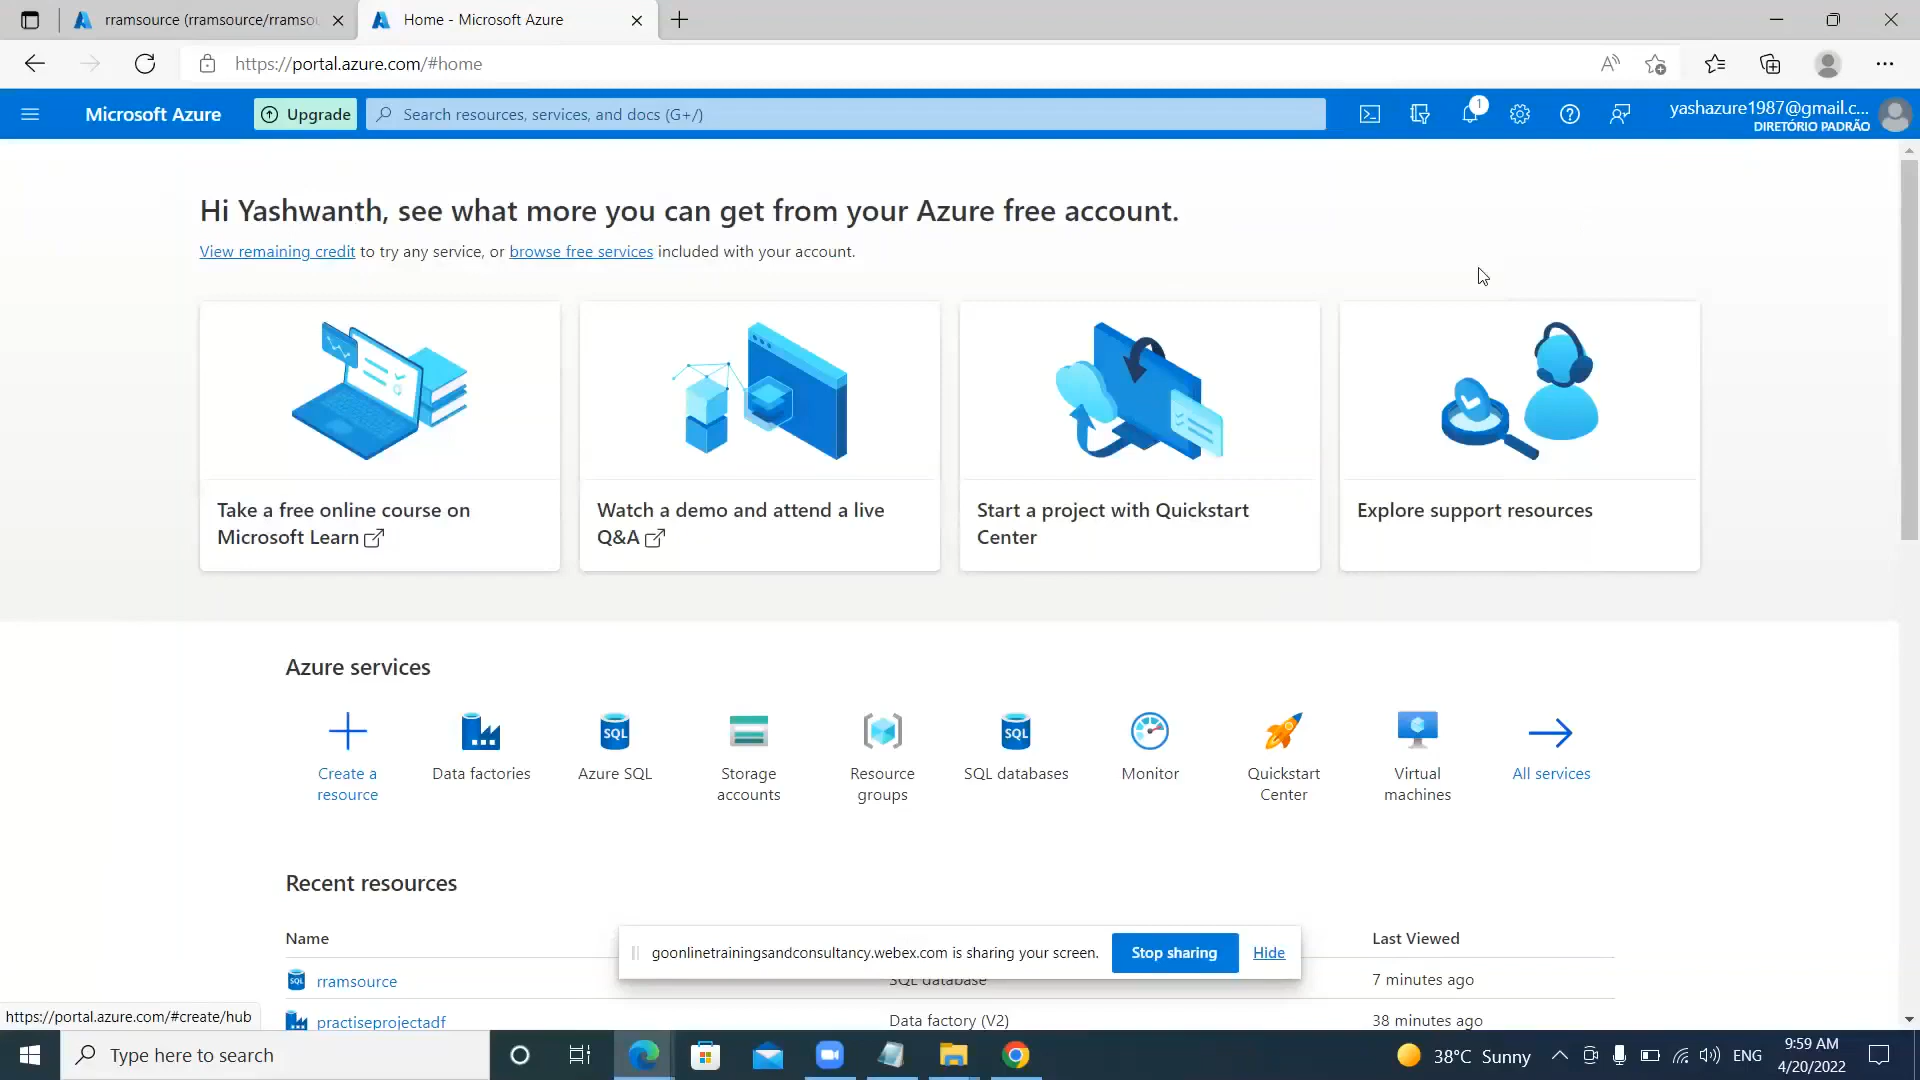 rramsource (rramsource/rramso
Home - Microsoft Azure
https://portal.azure.com/#home
Microsoft Azure
Upgrade
Search resources, services, and docs (G+/)
1
yashazure1987@gmail.c...
DIRETÓRIO PADRÃO
Hi Yashwanth, see what more you can get from your Azure free account.
View remaining credit to try any service, or browse free services included with your account.
Take a free online course on
Microsoft Learn
Watch a demo and attend a live
Q&A
Start a project with Quickstart
Center
Explore support resources
Azure services
Create a
resource
Data factories
SQL
Azure SQL
Storage
accounts
Resource
groups
SQL
SQL databases
Monitor
Quickstart
Center
Virtual
machines
All services
Recent resources
Name
Last Viewed
goonlinetrainingsandconsultancy.webex.com is sharing your screen.
Stop sharing
Hide
SQL
rramsource
SQL database
7 minutes ago
https://portal.azure.com/#create/hub
practiseprojectadf
Data factory (V2)
38 minutes ago
Type here to search
38°C Sunny
ENG
9:59 AM
4/20/2022